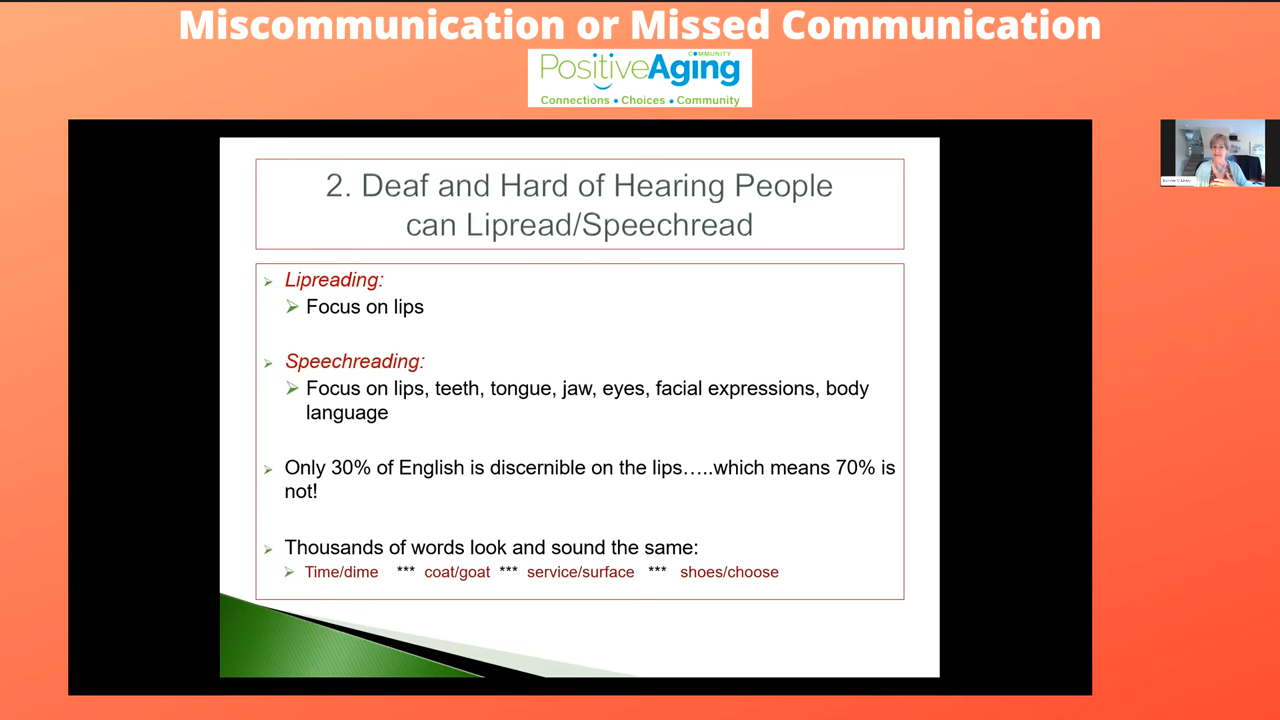 Miscommunication or Missed Communication
COMMUNITY
PositiveAging
Connections • Choices • Community
2. Deaf and Hard of Hearing People
can Lipread/Speechread
Lipreading:
Focus on lips
Speechreading:
Focus on lips, teeth, tongue, jaw, eyes, facial expressions, body
language
Only 30% of English is discernible on the lips…..which means 70% is
not!
Thousands of words look and sound the same:
Time/dime *** coat/goat *** service/surface *** shoes/choose